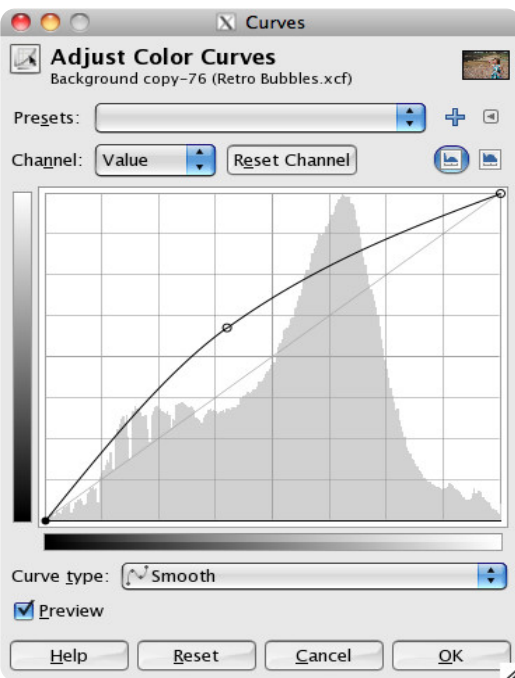 Curves
Adjust Color Curves
Background copy-76 (Retro Bubbles.xcf)
Presets:
Channel: Value Reset Channel
Curve type: Smooth
Preview
Help Reset Cancel OK